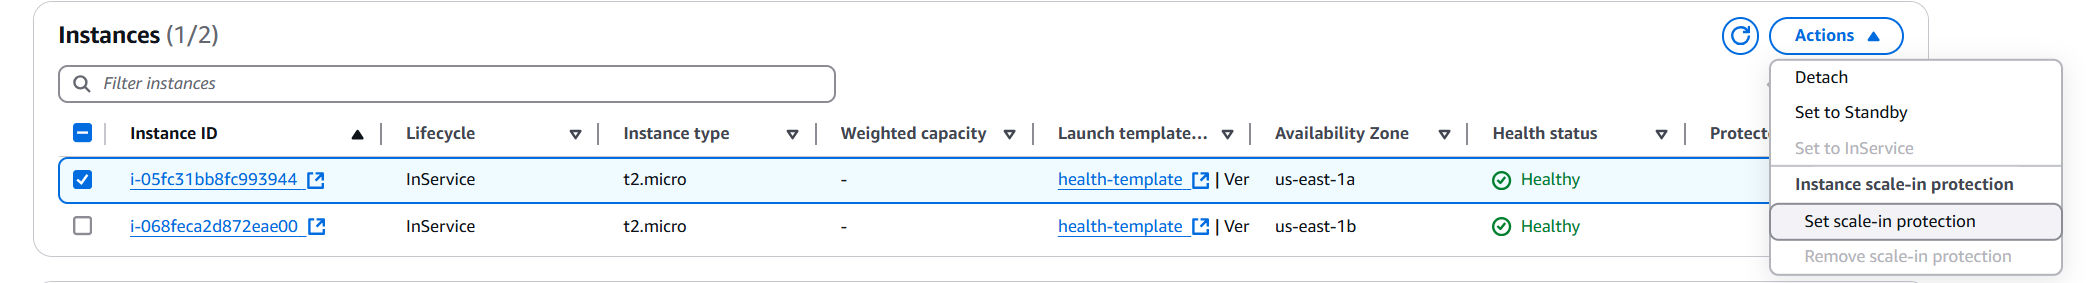 Instances (1/2)
Actions
Filter instances
Detach
Set to Standby
Instance ID Lifecycle Instance type Weighted capacity Launch template... Availability Zone Health status Protect
Set to InService
i-05fc31bb8fc993944 InService t2.micro - health-template | Ver us-east-1a Healthy
Instance scale-in protection
i-068feca2d872eae00 InService t2.micro - health-template | Ver us-east-1b Healthy
Set scale-in protection
Remove scale-in protection